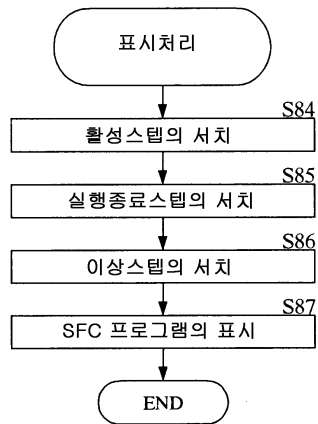 표시처리
S84
활성스텝의 서치
S85
실행종료스텝의 서치
S86
이상스텝의 서치
S87
SFC 프로그램의 표시
END